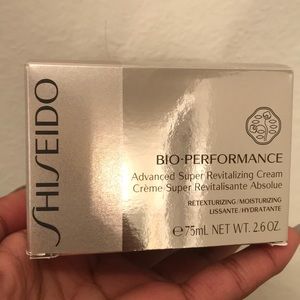 SHISEIDO
BIO-PERFORMANCE
Advanced Super Revitalizing Cream
Crème Super Revitalisante Absolue
RETEXTURIZING/MOISTURIZING
LISSANTE/HYDRATANTE
℮75mL NET WT. 2.6 OZ.